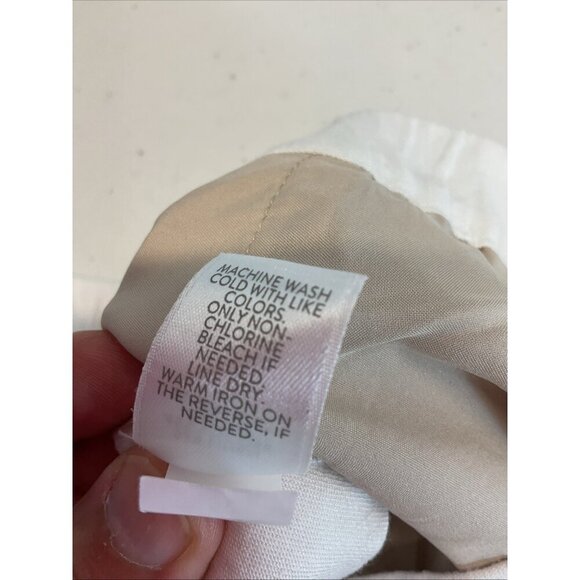 MACHINE WASH
COLD WITH LIKE
COLORS.
ONLY NON-
CHLORINE
BLEACH IF
NEEDED.
LINE DRY.
WARM IRON ON
THE REVERSE, IF
NEEDED.